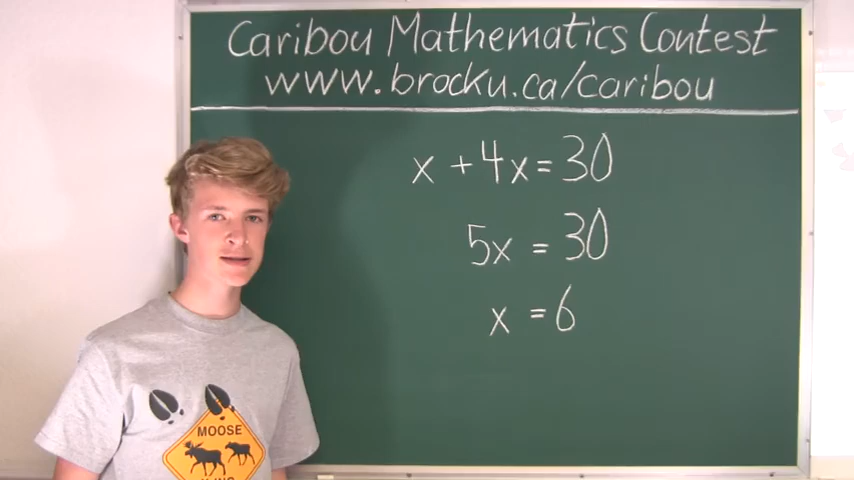 Caribou Mathematics Contest
www.brocku.ca/caribou
x + 4x = 30
5x = 30
x = 6
MOOSE